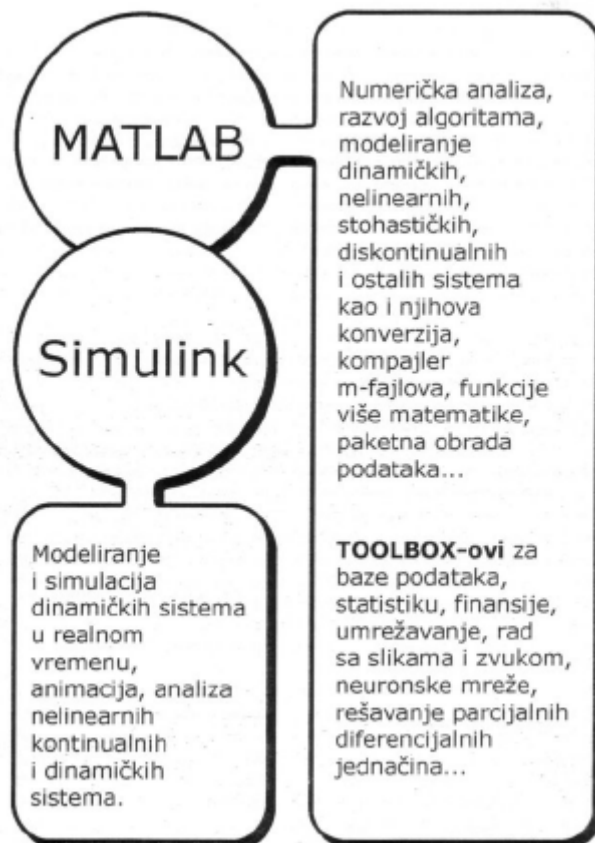 MATLAB
Simulink
Numerička analiza,
razvoj algoritama,
modeliranje
dinamičkih,
nelinearnih,
stohastičkih,
diskontinualnih
i ostalih sistema
kao i njihova
konverzija,
kompajler
m-fajlova, funkcije
više matematike,
paketna obrada
podataka...
TOOLBOX-ovi za
baze podataka,
statistiku, finansije,
umrežavanje, rad
sa slikama i zvukom,
neuronske mreže,
rešavanje parcijalnih
diferencijalnih
jednačina...
Modeliranje
i simulacija
dinamičkih sistema
u realnom
vremenu,
animacija, analiza
nelinearnih
kontinualnih
i dinamičkih
sistema.